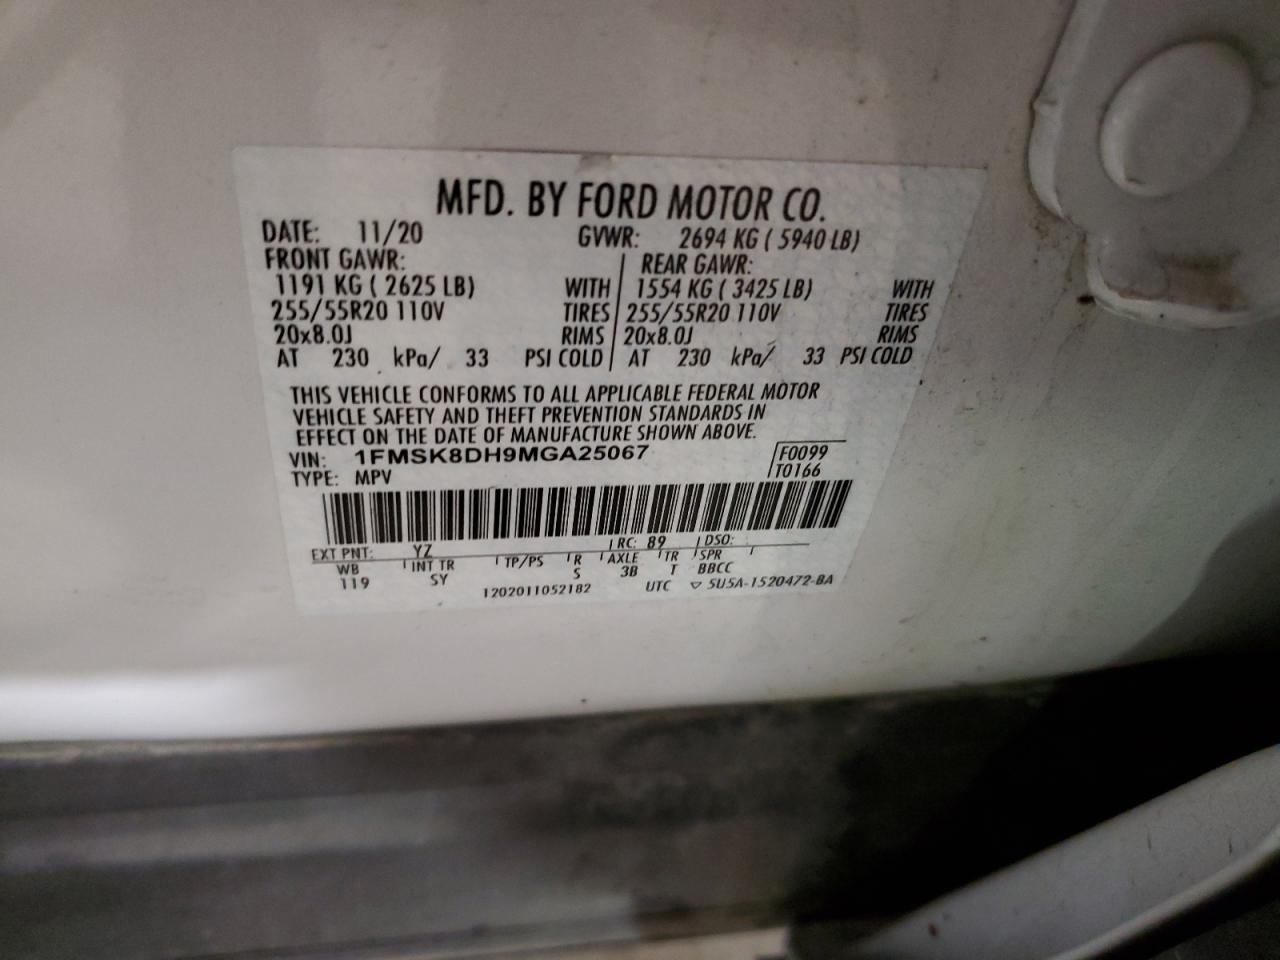 MFD. BY FORD MOTOR CO.
DATE: 11/20 GVWR: 2694 KG ( 5940 LB)
FRONT GAWR: REAR GAWR:
1191 KG ( 2625 LB) WITH 1554 KG ( 3425 LB) WITH
255/55R20 110V TIRES 255/55R20 110V TIRES
20x8.0J RIMS 20x8.0J RIMS
AT 230 kPa/ 33 PSI COLD AT 230 kPa/ 33 PSI COLD
THIS VEHICLE CONFORMS TO ALL APPLICABLE FEDERAL MOTOR
VEHICLE SAFETY AND THEFT PREVENTION STANDARDS IN
EFFECT ON THE DATE OF MANUFACTURE SHOWN ABOVE.
VIN: 1FMSK8DH9MGA25067 F0099
TYPE: MPV T0166
EXT PNT: YZ RC: 89 DSO:
WB INT TR TP/PS R AXLE TR SPR
119 SY S 3B T BBCC
1202011052182 UTC ▽ 5U5A-1520472-BA